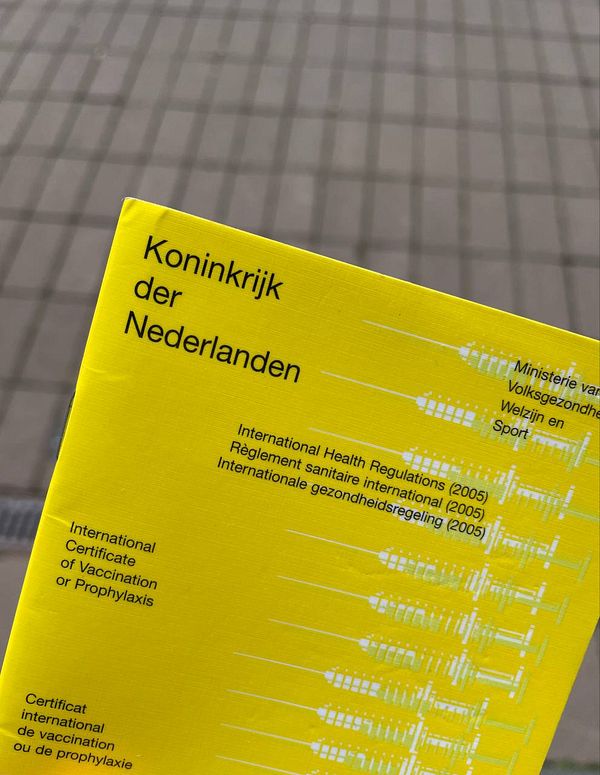 Koninkrijk
der
Nederlanden
Ministerie van
Volksgezondhe
Welzijn en
Sport
International Health Regulations (2005)
Règlement sanitaire international (2005)
Internationale gezondheidsregeling (2005)
International
Certificate
of Vaccination
or Prophylaxis
Certificat
international
de vaccination
ou de prophylaxie